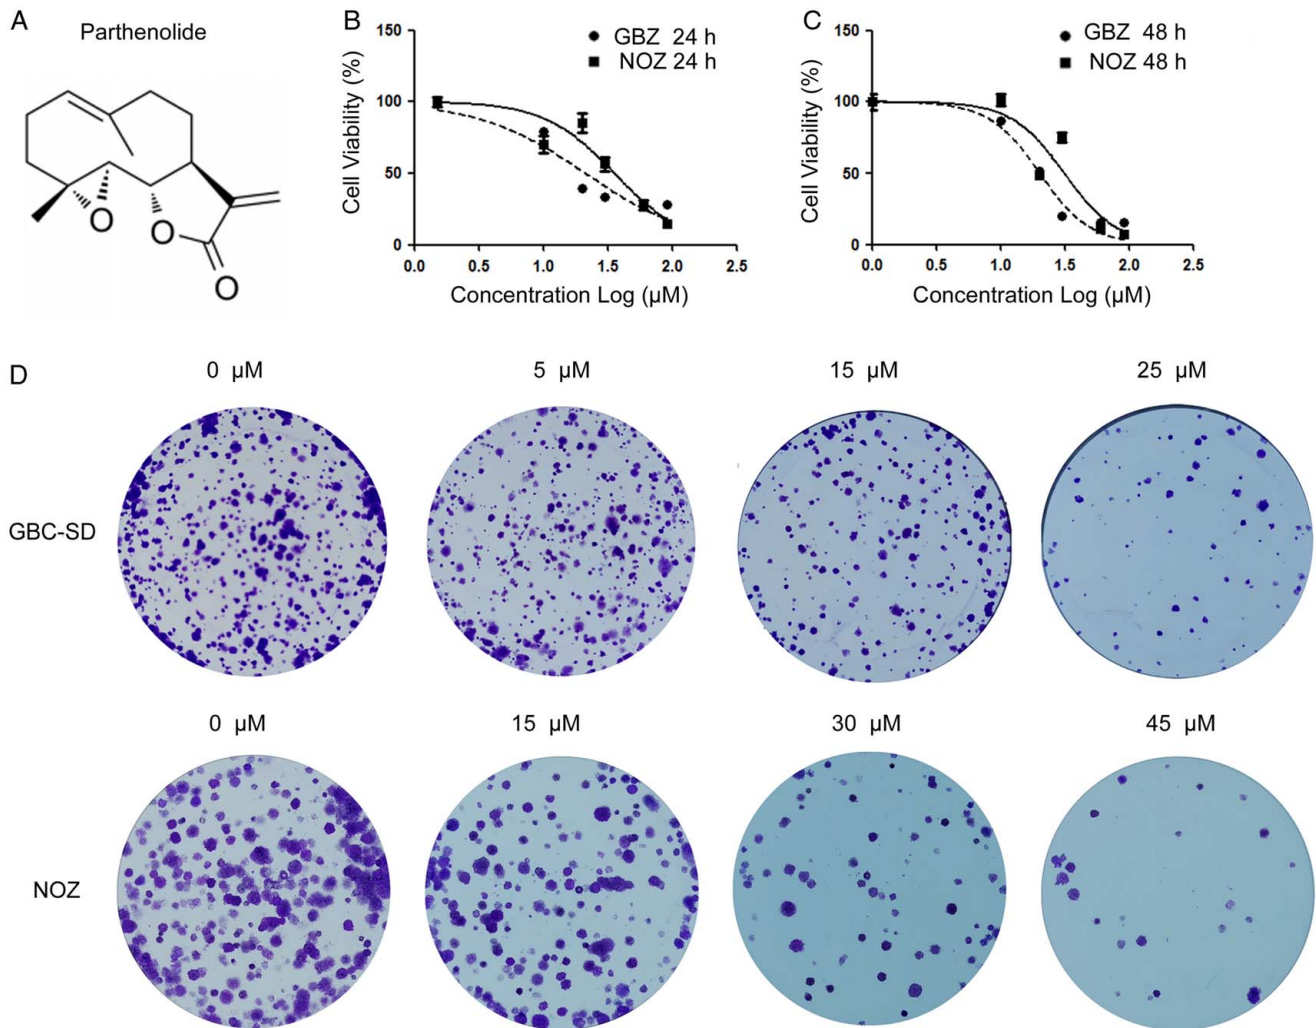 A
Parthenolide
O
O
O
B
150
100
50
0
Cell Viability (%)
GBZ 24 h
NOZ 24 h
0.0 0.5 1.0 1.5 2.0 2.5
Concentration Log (µM)
C
150
100
50
0
Cell Viability (%)
GBZ 48 h
NOZ 48 h
0.0 0.5 1.0 1.5 2.0 2.5
Concentration Log (µM)
D
0 µM 5 µM 15 µM 25 µM
GBC-SD
0 µM 15 µM 30 µM 45 µM
NOZ